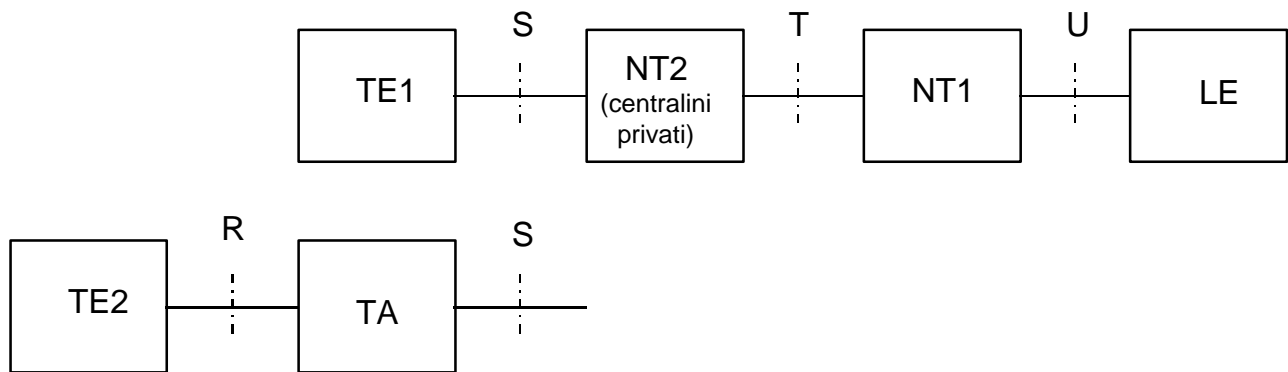 S
T
U
TE1
NT2
(centralini
privati)
NT1
LE
R
S
TE2
TA